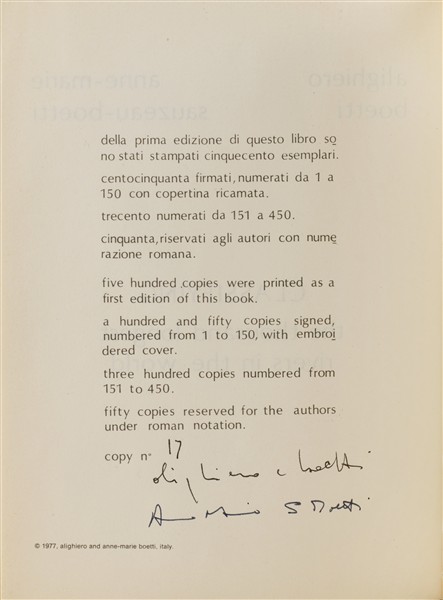 della prima edizione di questo libro so
no stati stampati cinquecento esemplari.
centocinquanta firmati, numerati da 1 a
150 con copertina ricamata.
trecento numerati da 151 a 450.
cinquanta, riservati agli autori con nume
razione romana.
five hundred copies were printed as a
first edition of this book.
a hundred and fifty copies signed,
numbered from 1 to 150, with embroi
dered cover.
three hundred copies numbered from
151 to 450.
fifty copies reserved for the authors
under roman notation.
copy n° 17
alighiero e boetti
© 1977, alighiero and anne-marie boetti, italy.